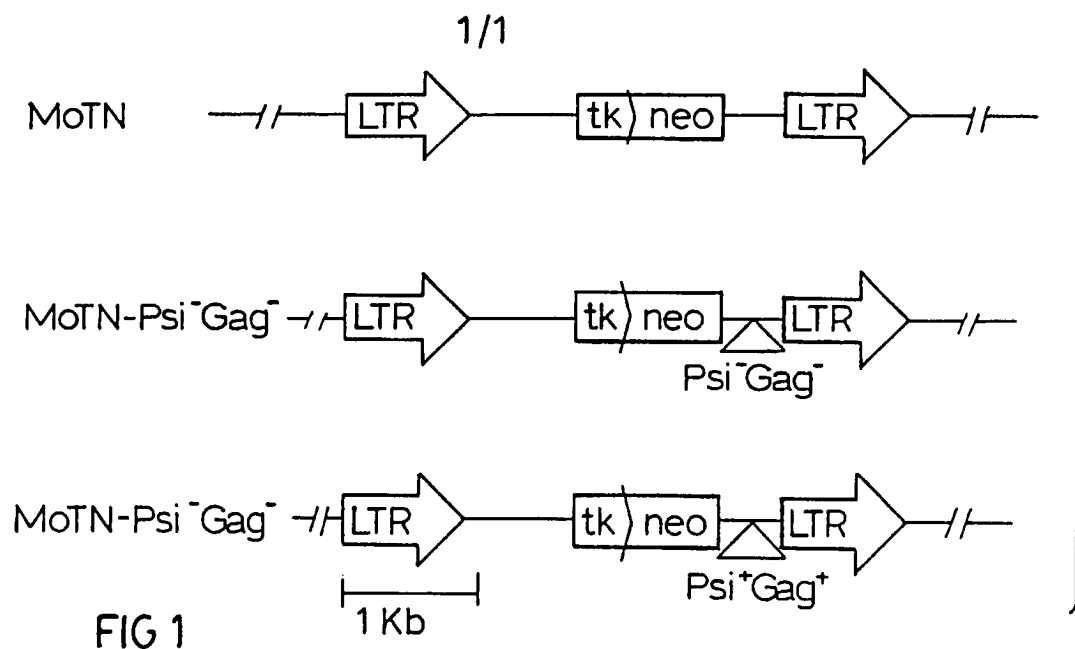 1/1
MoTN LTR tk neo LTR
MoTN-Psi⁻Gag⁻ LTR tk neo LTR
Psi⁻Gag⁻
MoTN-Psi⁻Gag⁻ LTR tk neo LTR
Psi⁺Gag⁺
1 Kb
FIG 1